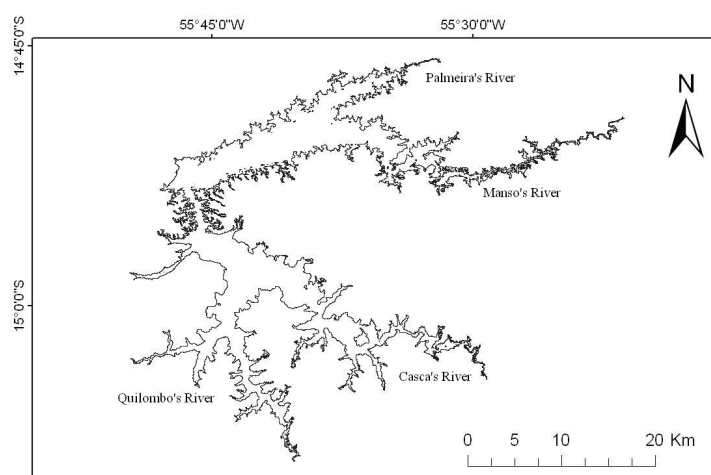 55°45'0"W 55°30'0"W
14°45'0"S
Palmeira's River
N
Manso's River
15°0'0"S
Quilombo's River
Casca's River
0 5 10 20 Km